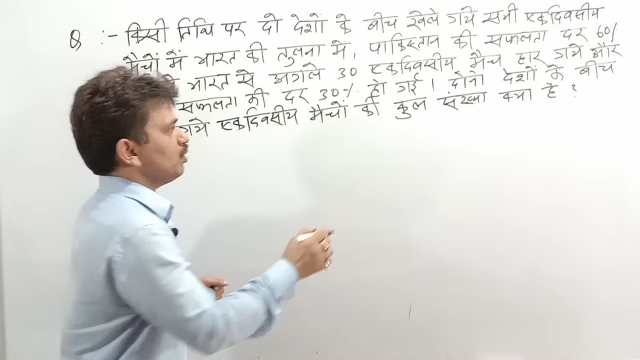 Q :- किसी तिथि पर दो देशों के बीच खेले गये सभी एकदिवसीय
मैचों में भारत की तुलना में, पाकिस्तान की सफलता दर 60%
भारत से अगले 30 एकदिवसीय मैच हार गये और
सफलता की दर 30% हो गई। दोनो देशों के बीच
गये एकदिवसीय मैचों की कुल संख्या क्या है ?